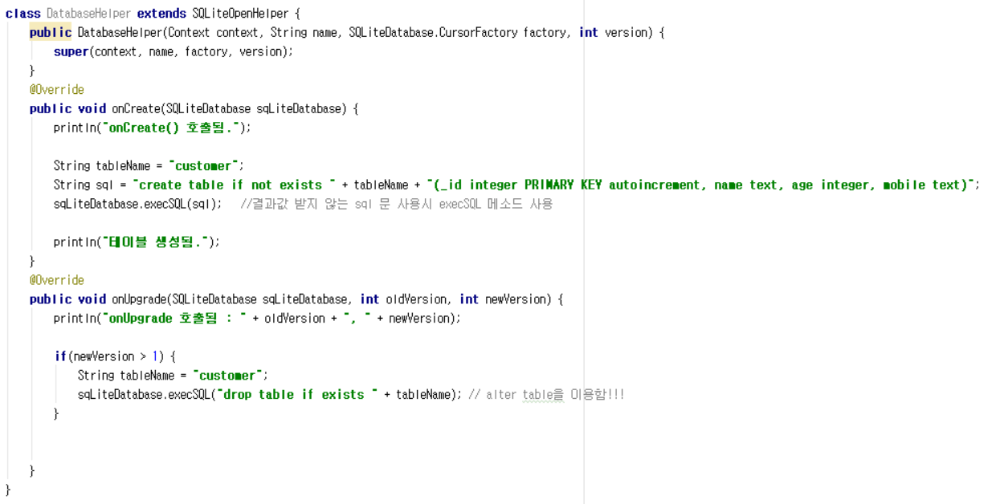 class DatabaseHelper extends SQLiteOpenHelper {
public DatabaseHelper(Context context, String name, SQLiteDatabase.CursorFactory factory, int version) {
super(context, name, factory, version);
}
@Override
public void onCreate(SQLiteDatabase sqLiteDatabase) {
println("onCreate() 호출됨.");
String tableName = "customer";
String sql = "create table if not exists " + tableName + "(_id integer PRIMARY KEY autoincrement, name text, age integer, mobile text)";
sqLiteDatabase.execSQL(sql); //결과값 받지 않는 sql 문 사용시 execSQL 메소드 사용
println("테이블 생성됨.");
}
@Override
public void onUpgrade(SQLiteDatabase sqLiteDatabase, int oldVersion, int newVersion) {
println("onUpgrade 호출됨 : " + oldVersion + ", " + newVersion);
if(newVersion > 1) {
String tableName = "customer";
sqLiteDatabase.execSQL("drop table if exists " + tableName); // alter table을 이용함!!!
}
}
}